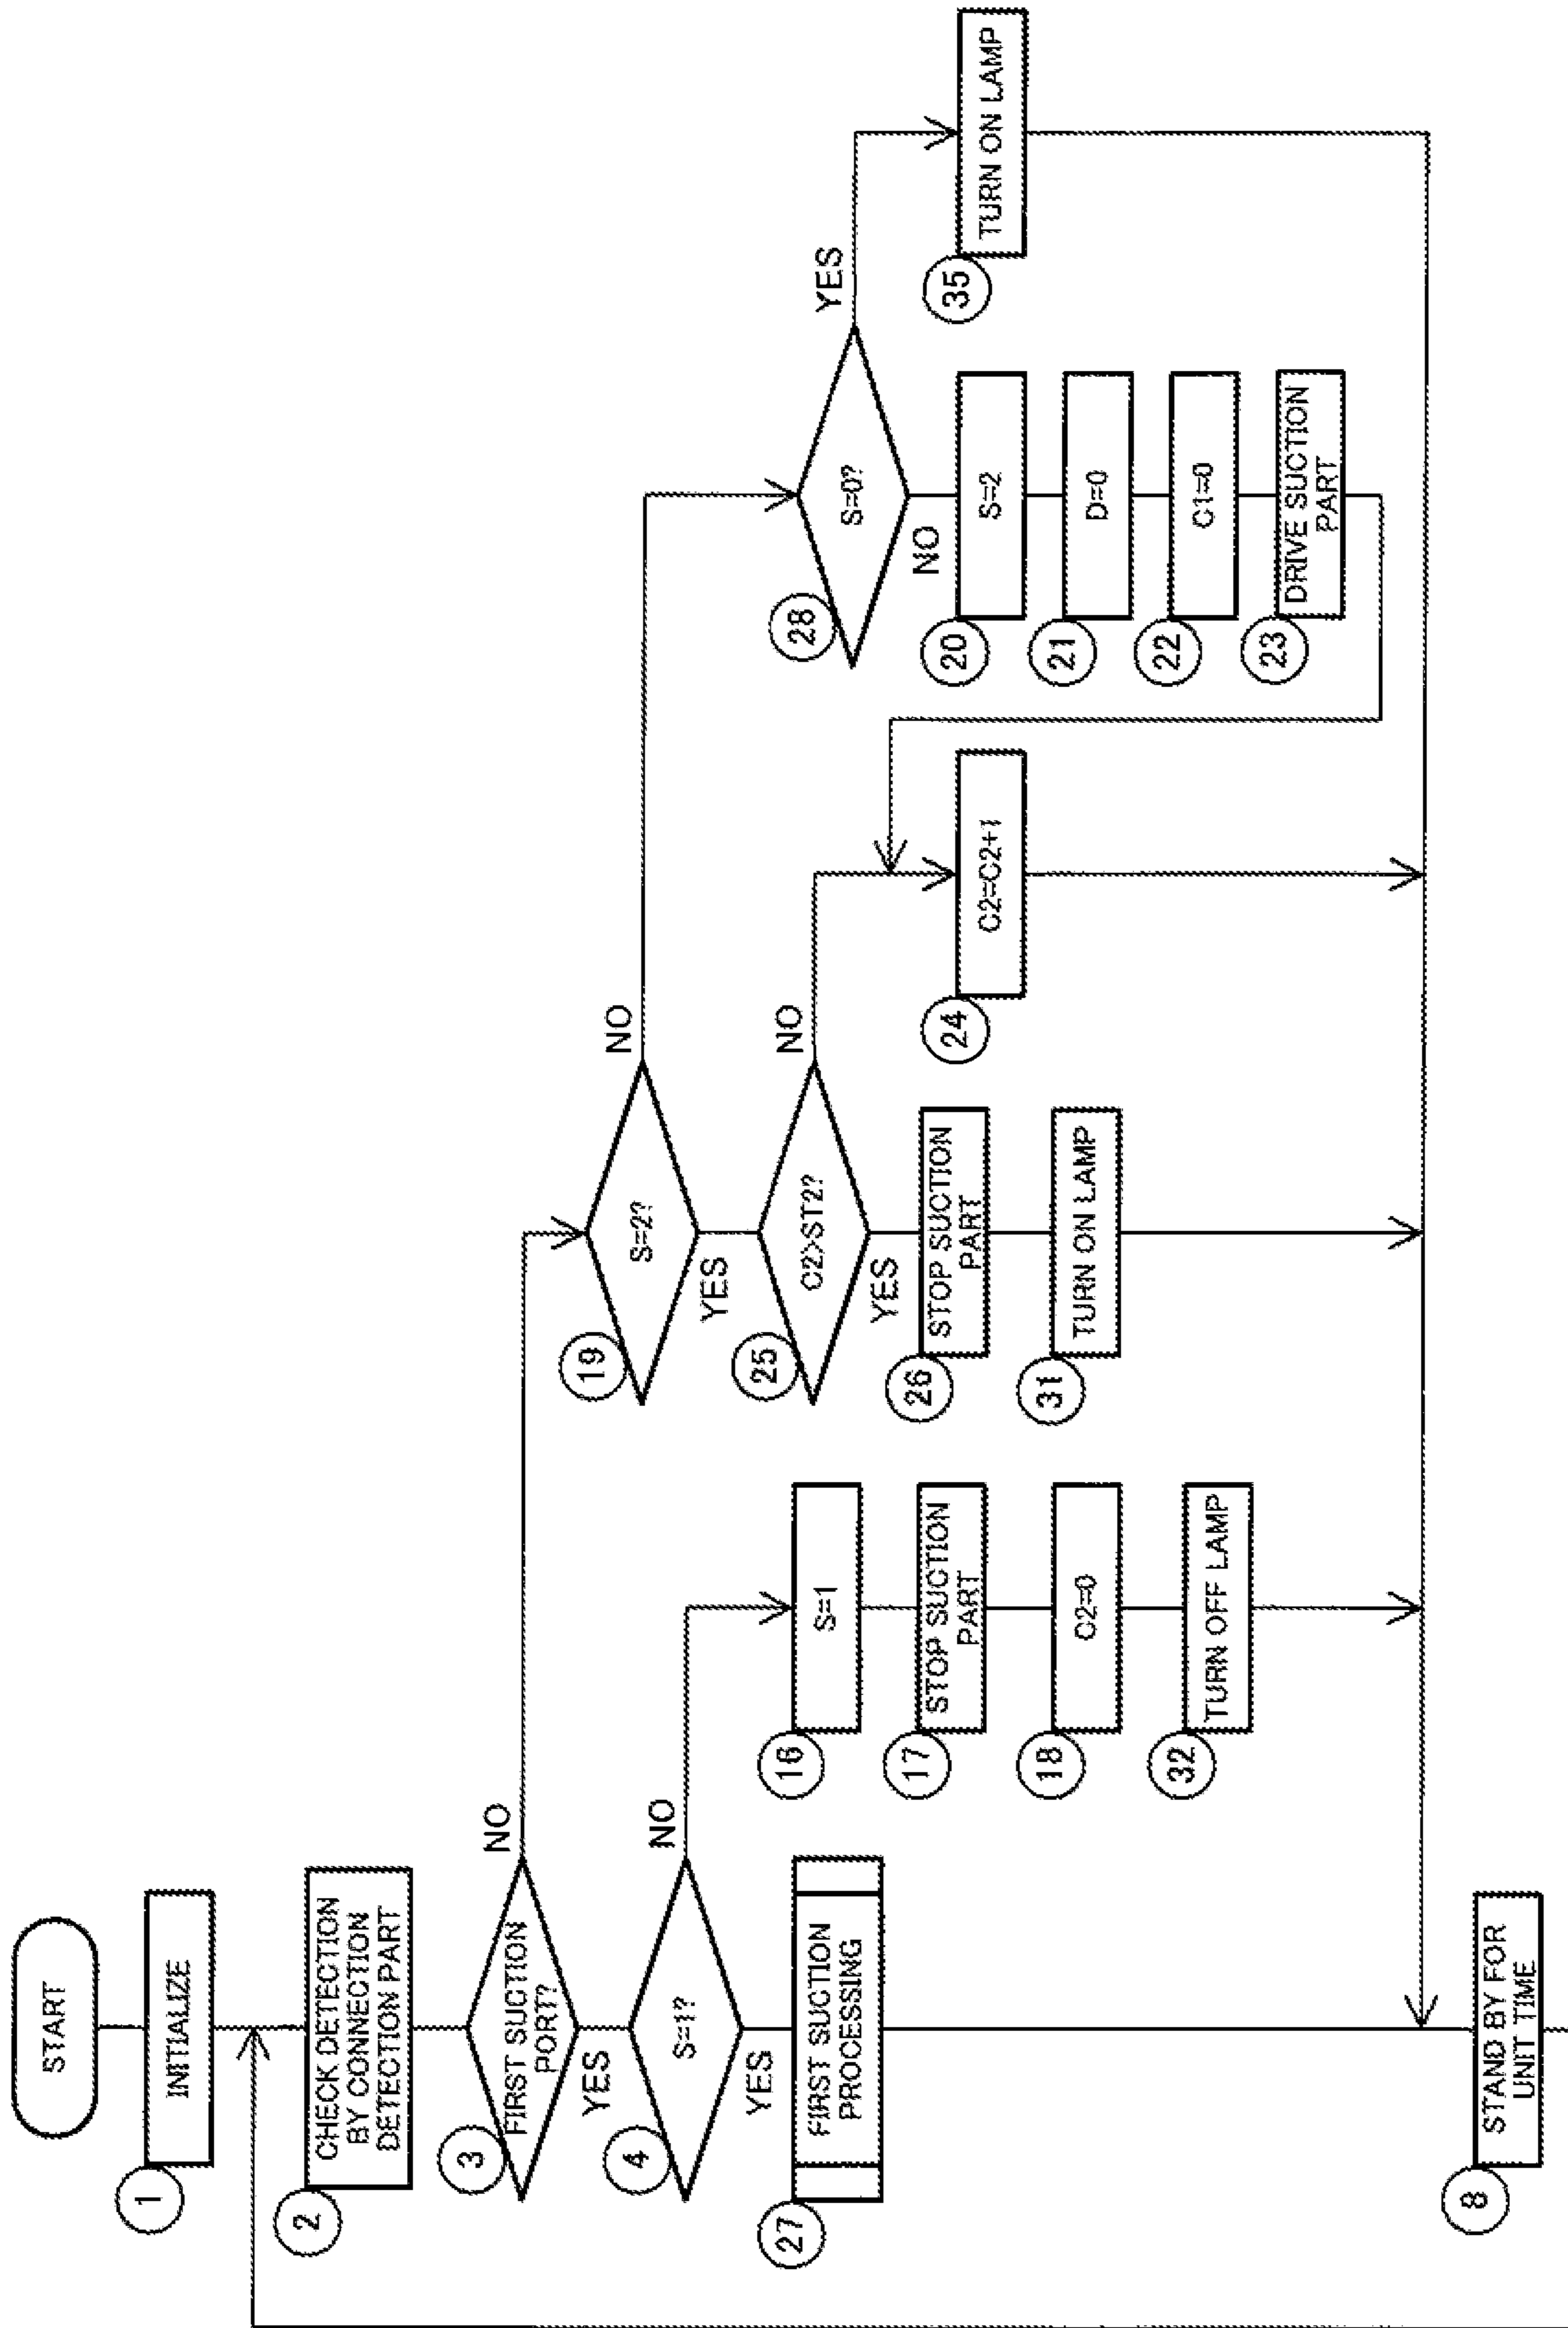 START
1
INITIALIZE
2
CHECK DETECTION
BY CONNECTION
DETECTION PART
3
FIRST SUCTION
PORT?
NO
YES
4
S=1?
NO
YES
27
FIRST SUCTION
PROCESSING
16
S=1
17
STOP SUCTION
PART
18
C2=0
32
TURN OFF LAMP
19
S=2?
NO
YES
25
C2>ST2?
NO
YES
26
STOP SUCTION
PART
31
TURN ON LAMP
24
C2=C2+1
28
S=0?
YES
NO
20
S=2
21
D=0
22
C1=0
23
DRIVE SUCTION
PART
35
TURN ON LAMP
8
STAND BY FOR
UNIT TIME